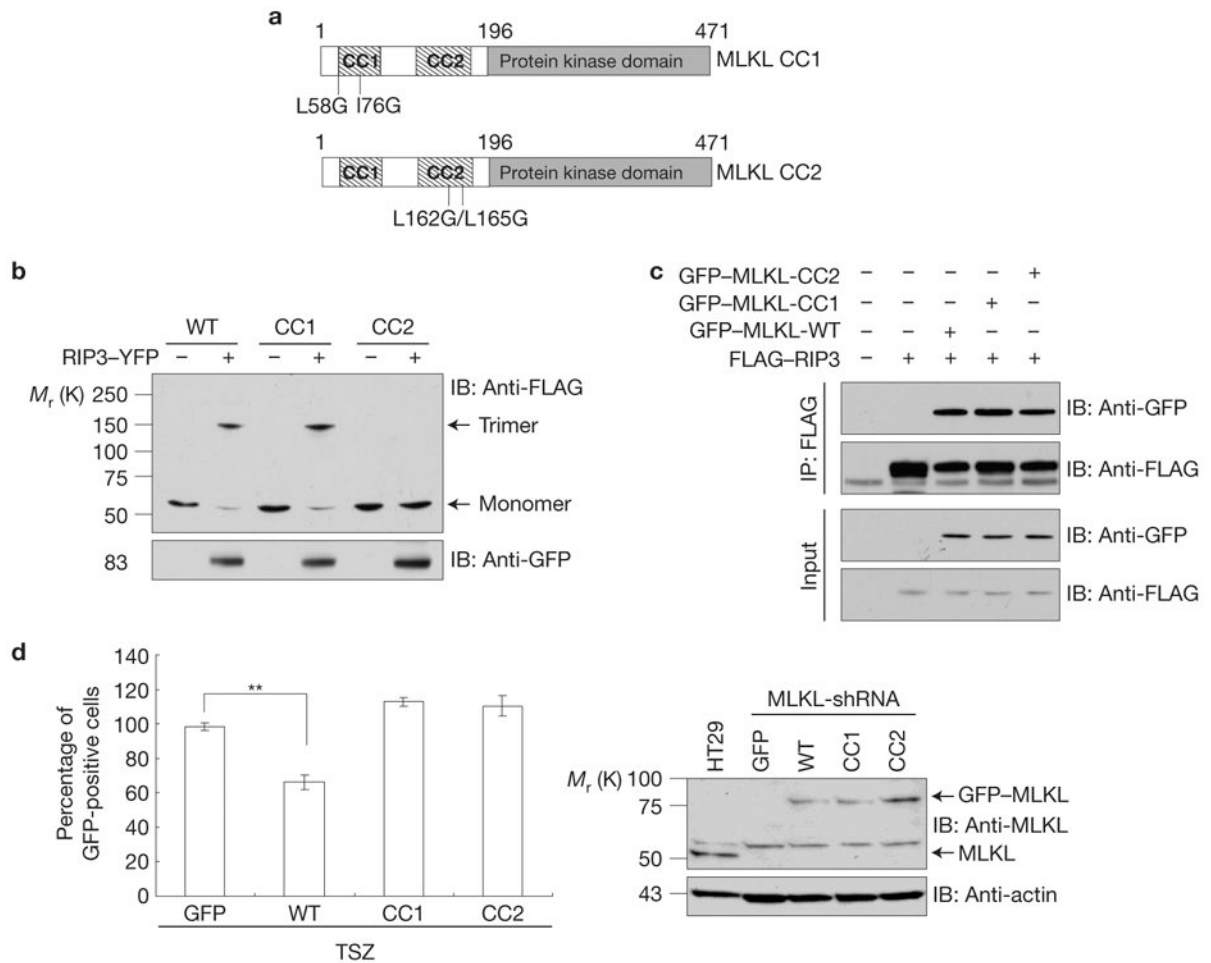 a
1 196 471
CC1 CC2 Protein kinase domain MLKL CC1
L58G I76G
1 196 471
CC1 CC2 Protein kinase domain MLKL CC2
L162G/L165G
b
WT CC1 CC2
RIP3–YFP – + – + – +
Mr (K)
250
150
100
75
50
IB: Anti-FLAG
Trimer
Monomer
83
IB: Anti-GFP
c
GFP–MLKL-CC2 – – – – +
GFP–MLKL-CC1 – – – + –
GFP–MLKL-WT – – + – –
FLAG–RIP3 – + + + +
IP: FLAG
IB: Anti-GFP
IB: Anti-FLAG
Input
IB: Anti-GFP
IB: Anti-FLAG
d
Percentage of
GFP-positive cells
140
120
100
80
60
40
20
0
**
GFP WT CC1 CC2
TSZ
MLKL-shRNA
HT29 GFP WT CC1 CC2
Mr (K) 100
75
50
43
GFP–MLKL
IB: Anti-MLKL
MLKL
IB: Anti-actin